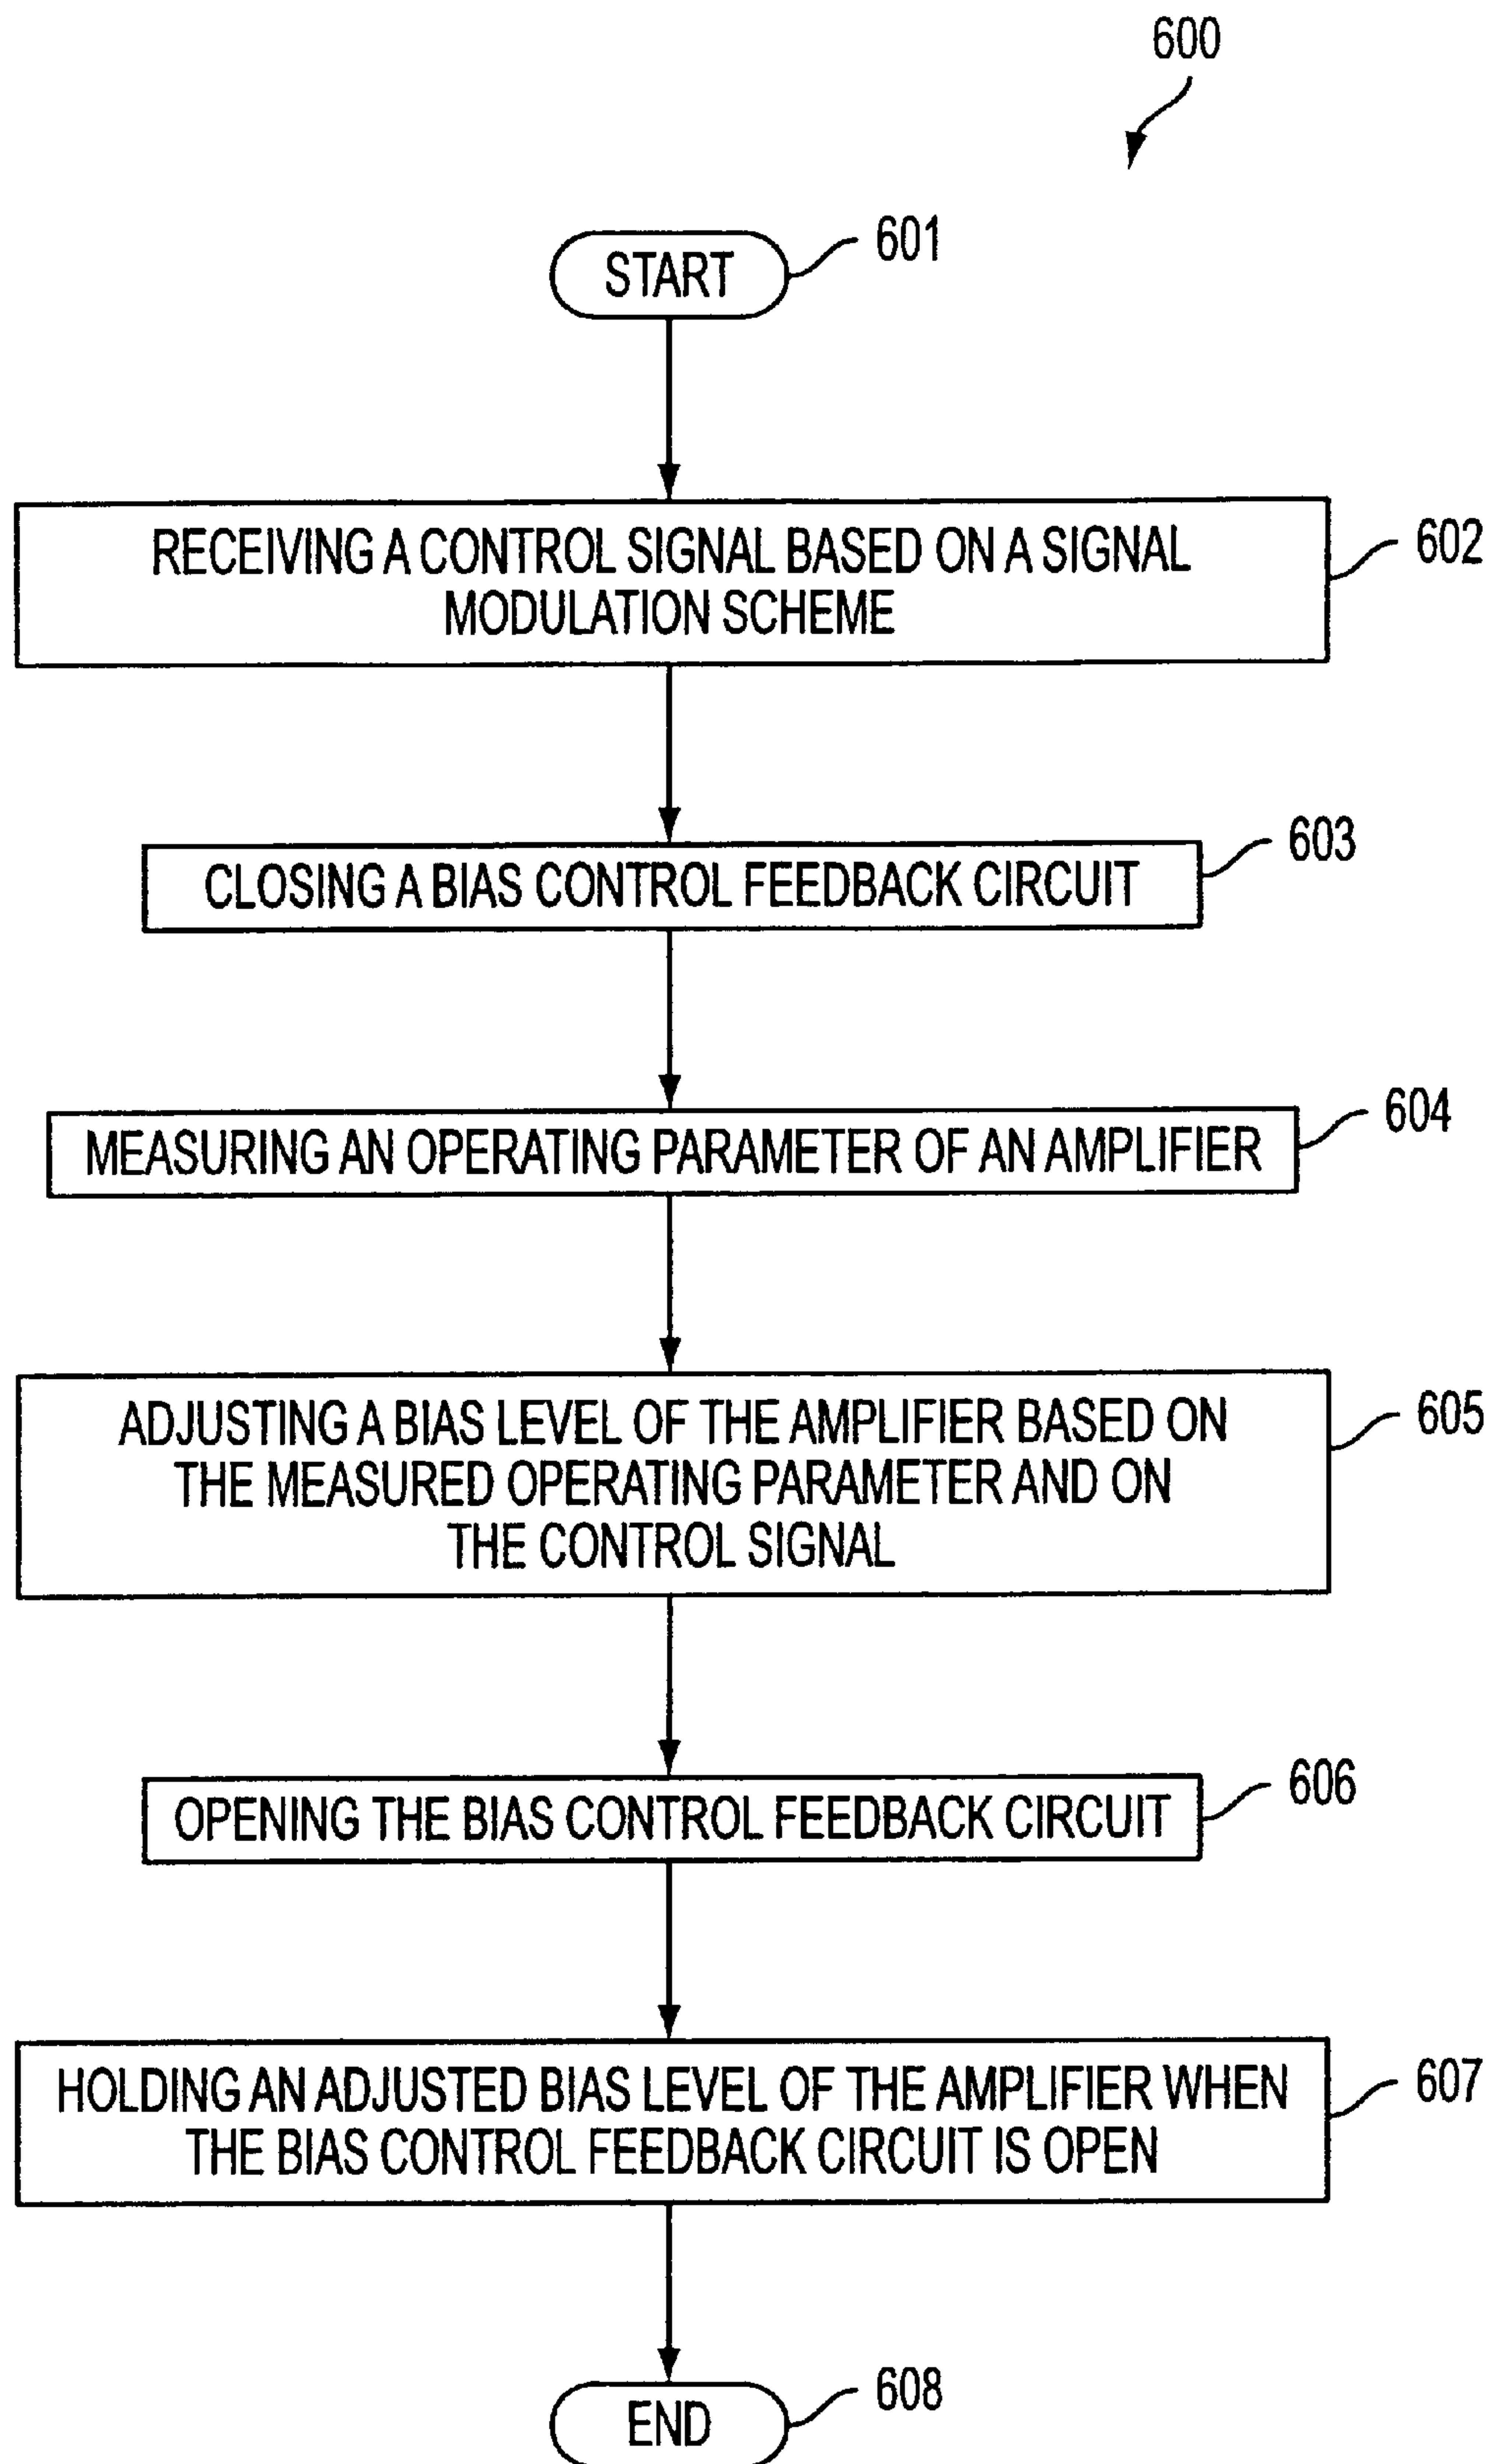 600
START
601
RECEIVING A CONTROL SIGNAL BASED ON A SIGNAL
MODULATION SCHEME
602
CLOSING A BIAS CONTROL FEEDBACK CIRCUIT
603
MEASURING AN OPERATING PARAMETER OF AN AMPLIFIER
604
ADJUSTING A BIAS LEVEL OF THE AMPLIFIER BASED ON
THE MEASURED OPERATING PARAMETER AND ON
THE CONTROL SIGNAL
605
OPENING THE BIAS CONTROL FEEDBACK CIRCUIT
606
HOLDING AN ADJUSTED BIAS LEVEL OF THE AMPLIFIER WHEN
THE BIAS CONTROL FEEDBACK CIRCUIT IS OPEN
607
END
608